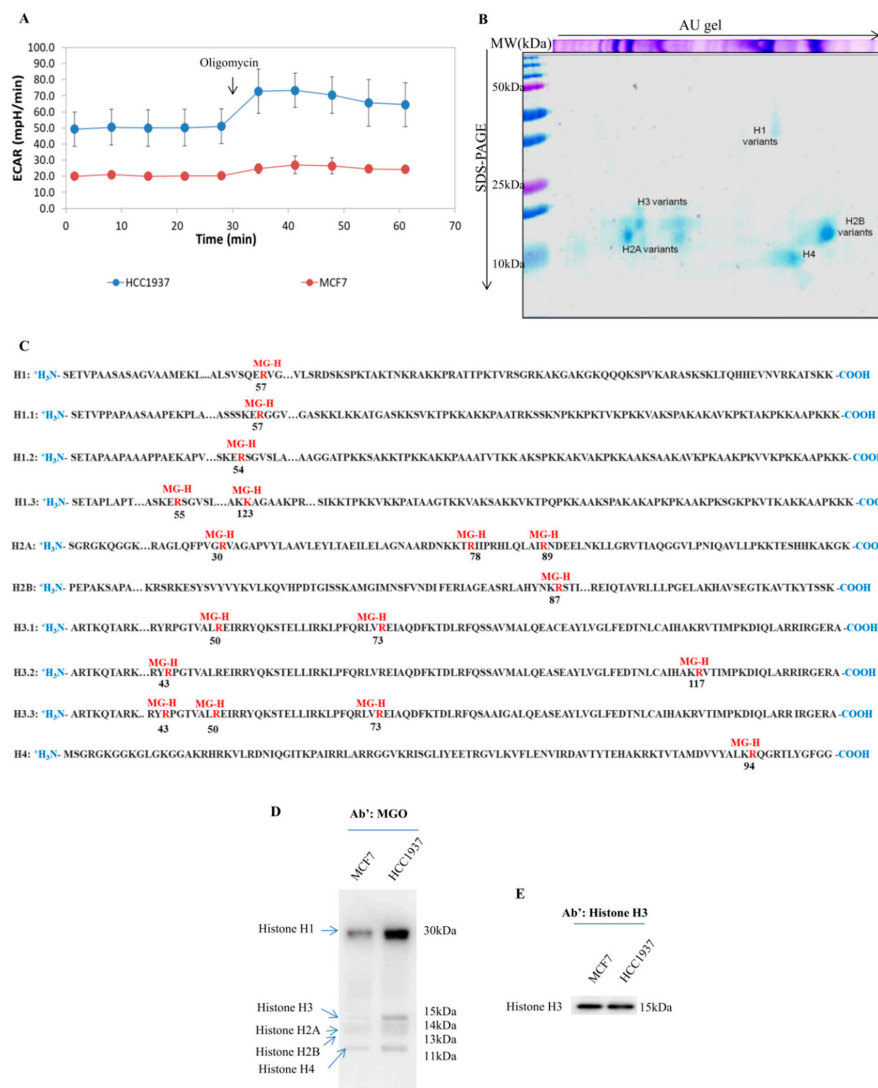 A
100.0
90.0
80.0
70.0
60.0
50.0
40.0
30.0
20.0
10.0
0.0
ECAR (mpH/min)
Oligomycin
0 10 20 30 40 50 60 70
Time (min)
HCC1937 MCF7
B
AU gel
MW(kDa)
50kDa
25kDa
10kDa
SDS-PAGE
H1
variants
H3 variants
H2A variants
H2B
variants
H4
C
MG-H
H1: +H3N- SETVPAASASAGVAAMEKL...ALSVSQERVG...VLSRDSKSPKTAKTNKRAKKPRATTPKTVRSGRKAKGAKGKQQQKSPVKARASKSKLTQHHEVNVRKATSKK -COOH
57
MG-H
H1.1: +H3N- SETVPPAPAASAAPEKPLA...ASSSKERGGV...GASKKLKKATGASKKSVKTPKKAKKPAATRKSSKNPKKPKTVKPKKVAKSPAKAKAVKPKTAKPKKAAPKKK-COOH
57
MG-H
H1.2: +H3N- SETAPAAPAAAPPAEKAPV...SKERSGVSLA...AAGGATPKKSAKKTPKKAKKPAAATVTKKAKSPKKAKVAKPKKAAKSAAKAVKPKAAKPKVVKPKKAAPKKK-COOH
54
MG-H MG-H
H1.3: +H3N- SETAPLAPT...ASKERSGVSL...AKKAGAAKPR...SIKKTPKKVKKPATAAGTKKVAKSAKKVKTPQPKKAAKSPAKAKAPKPKAAKPKSGKPKVTKAKKAAPKKK -CO
55 123
MG-H MG-H MG-H
H2A: +H3N- SGRGKQGGK...RAGLQFPVGRVAGAPVYLAAVLEYLTAEILELAGNAARDNKKTRIIPRHLQLAIRNDEELNKLLGRVTIAQGGVLPNIQAVLLPKKTESHHKAKGK -COO
30 78 89
MG-H
H2B: +H3N- PEPAKSAPA...KRSRKESYSVYVYKVLKQVHPDTGISSKAMGIMNSFVNDIFERIAGEASRLAHYNKRSTI...REIQTAVRLLLPGELAKHAVSEGTKAVTKYTSSK -COOH
87
MG-H MG-H
H3.1: +H3N- ARTKQTARK...RYRPGTVALREIRRYQKSTELLIRKLPFQRLVREIAQDFKTDLRFQSSAVMALQEACEAYLVGLFEDTNLCAIHAKRVTIMPKDIQLARRIRGERA -COOH
50 73
MG-H MG-H
H3.2: +H3N- ARTKQTARK...RYRPGTVALREIRRYQKSTELLIRKLPFQRLVREIAQDFKTDLRFQSSAVMALQEASEAYLVGLFEDTNLCAIHAKRVTIMPKDIQLARRIRGERA -COOH
43 117
MG-H MG-H MG-H
H3.3: +H3N- ARTKQTARK..RYRPGTVALREIRRYQKSTELLIRKLPFQRLVREIAQDFKTDLRFQSAAIGALQEASEAYLVGLFEDTNLCAIHAKRVTIMPKDIQLARRIRGERA-COOH
43 50 73
MG-H
H4: +H3N- MSGRGKGGKGLGKGGAKRHRKVLRDNIQGITKPAIRRLARRGGVKRISGLIYEETRGVLKVFLENVIRDAVTYTEHAKRKTVTAMDVVYALKRQGRTLYGFGG -COOH
94
D
Ab': MGO
MCF7
HCC1937
Histone H1
30kDa
Histone H3
15kDa
14kDa
Histone H2A
13kDa
Histone H2B
11kDa
Histone H4
E
Ab': Histone H3
MCF7
HCC1937
Histone H3 15kDa